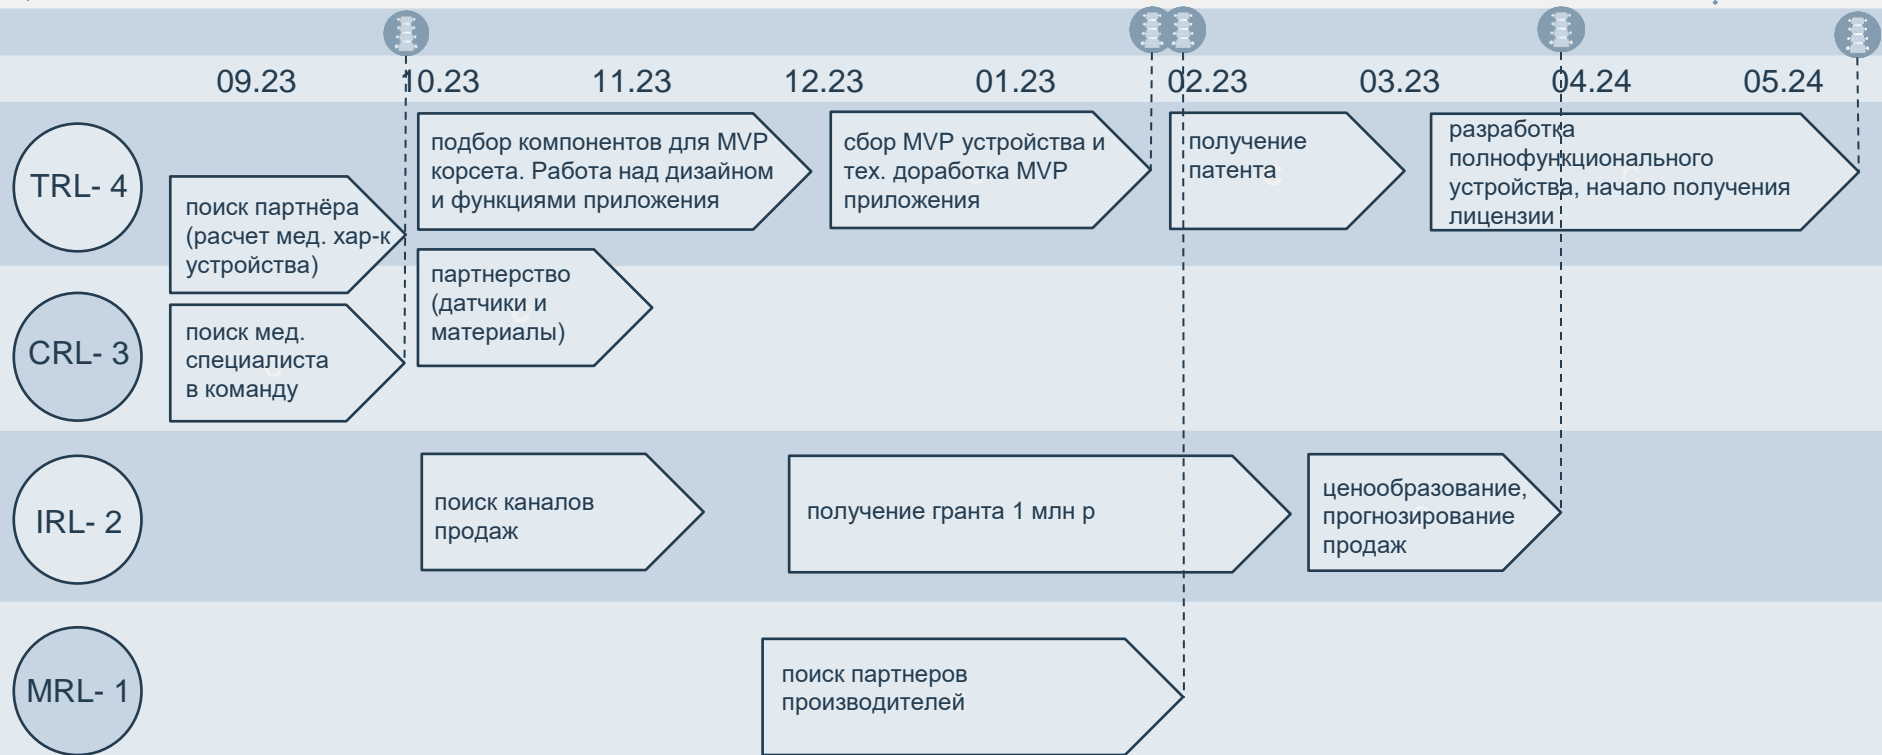 09.23 10.23 11.23 12.23 01.23 02.23 03.23 04.24 05.24
TRL- 4
поиск партнёра
(расчет мед. хар-к
устройства)
подбор компонентов для MVP
корсета. Работа над дизайном
и функциями приложения
сбор MVP устройства и
тех. доработка MVP
приложения
получение
патента
разработка
полнофункционального
устройства, начало получения
лицензии
CRL- 3
поиск мед.
специалиста
в команду
партнерство
(датчики и
материалы)
IRL- 2
поиск каналов
продаж
получение гранта 1 млн р
ценообразование,
прогнозирование
продаж
MRL- 1
поиск партнеров
производителей